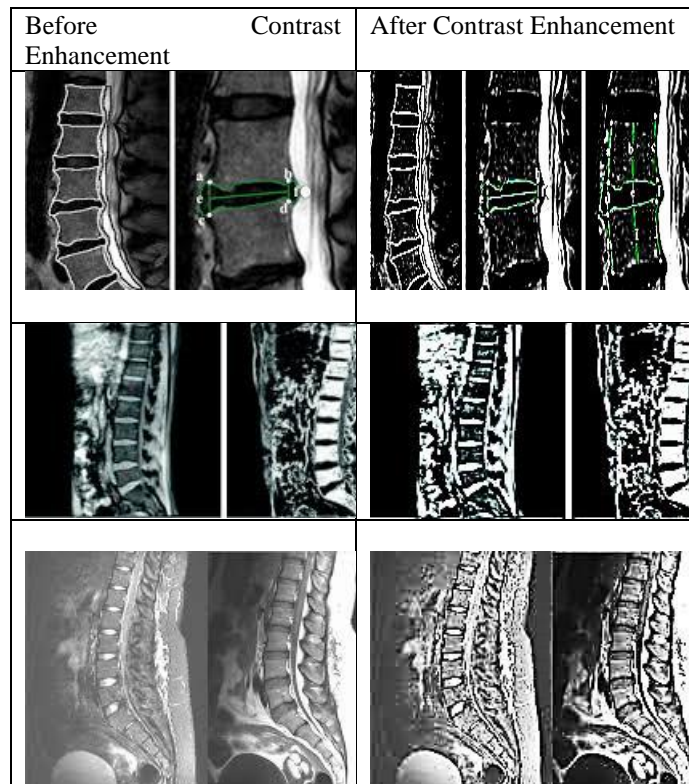 Before Contrast
Enhancement
After Contrast Enhancement
a b
e f
c d